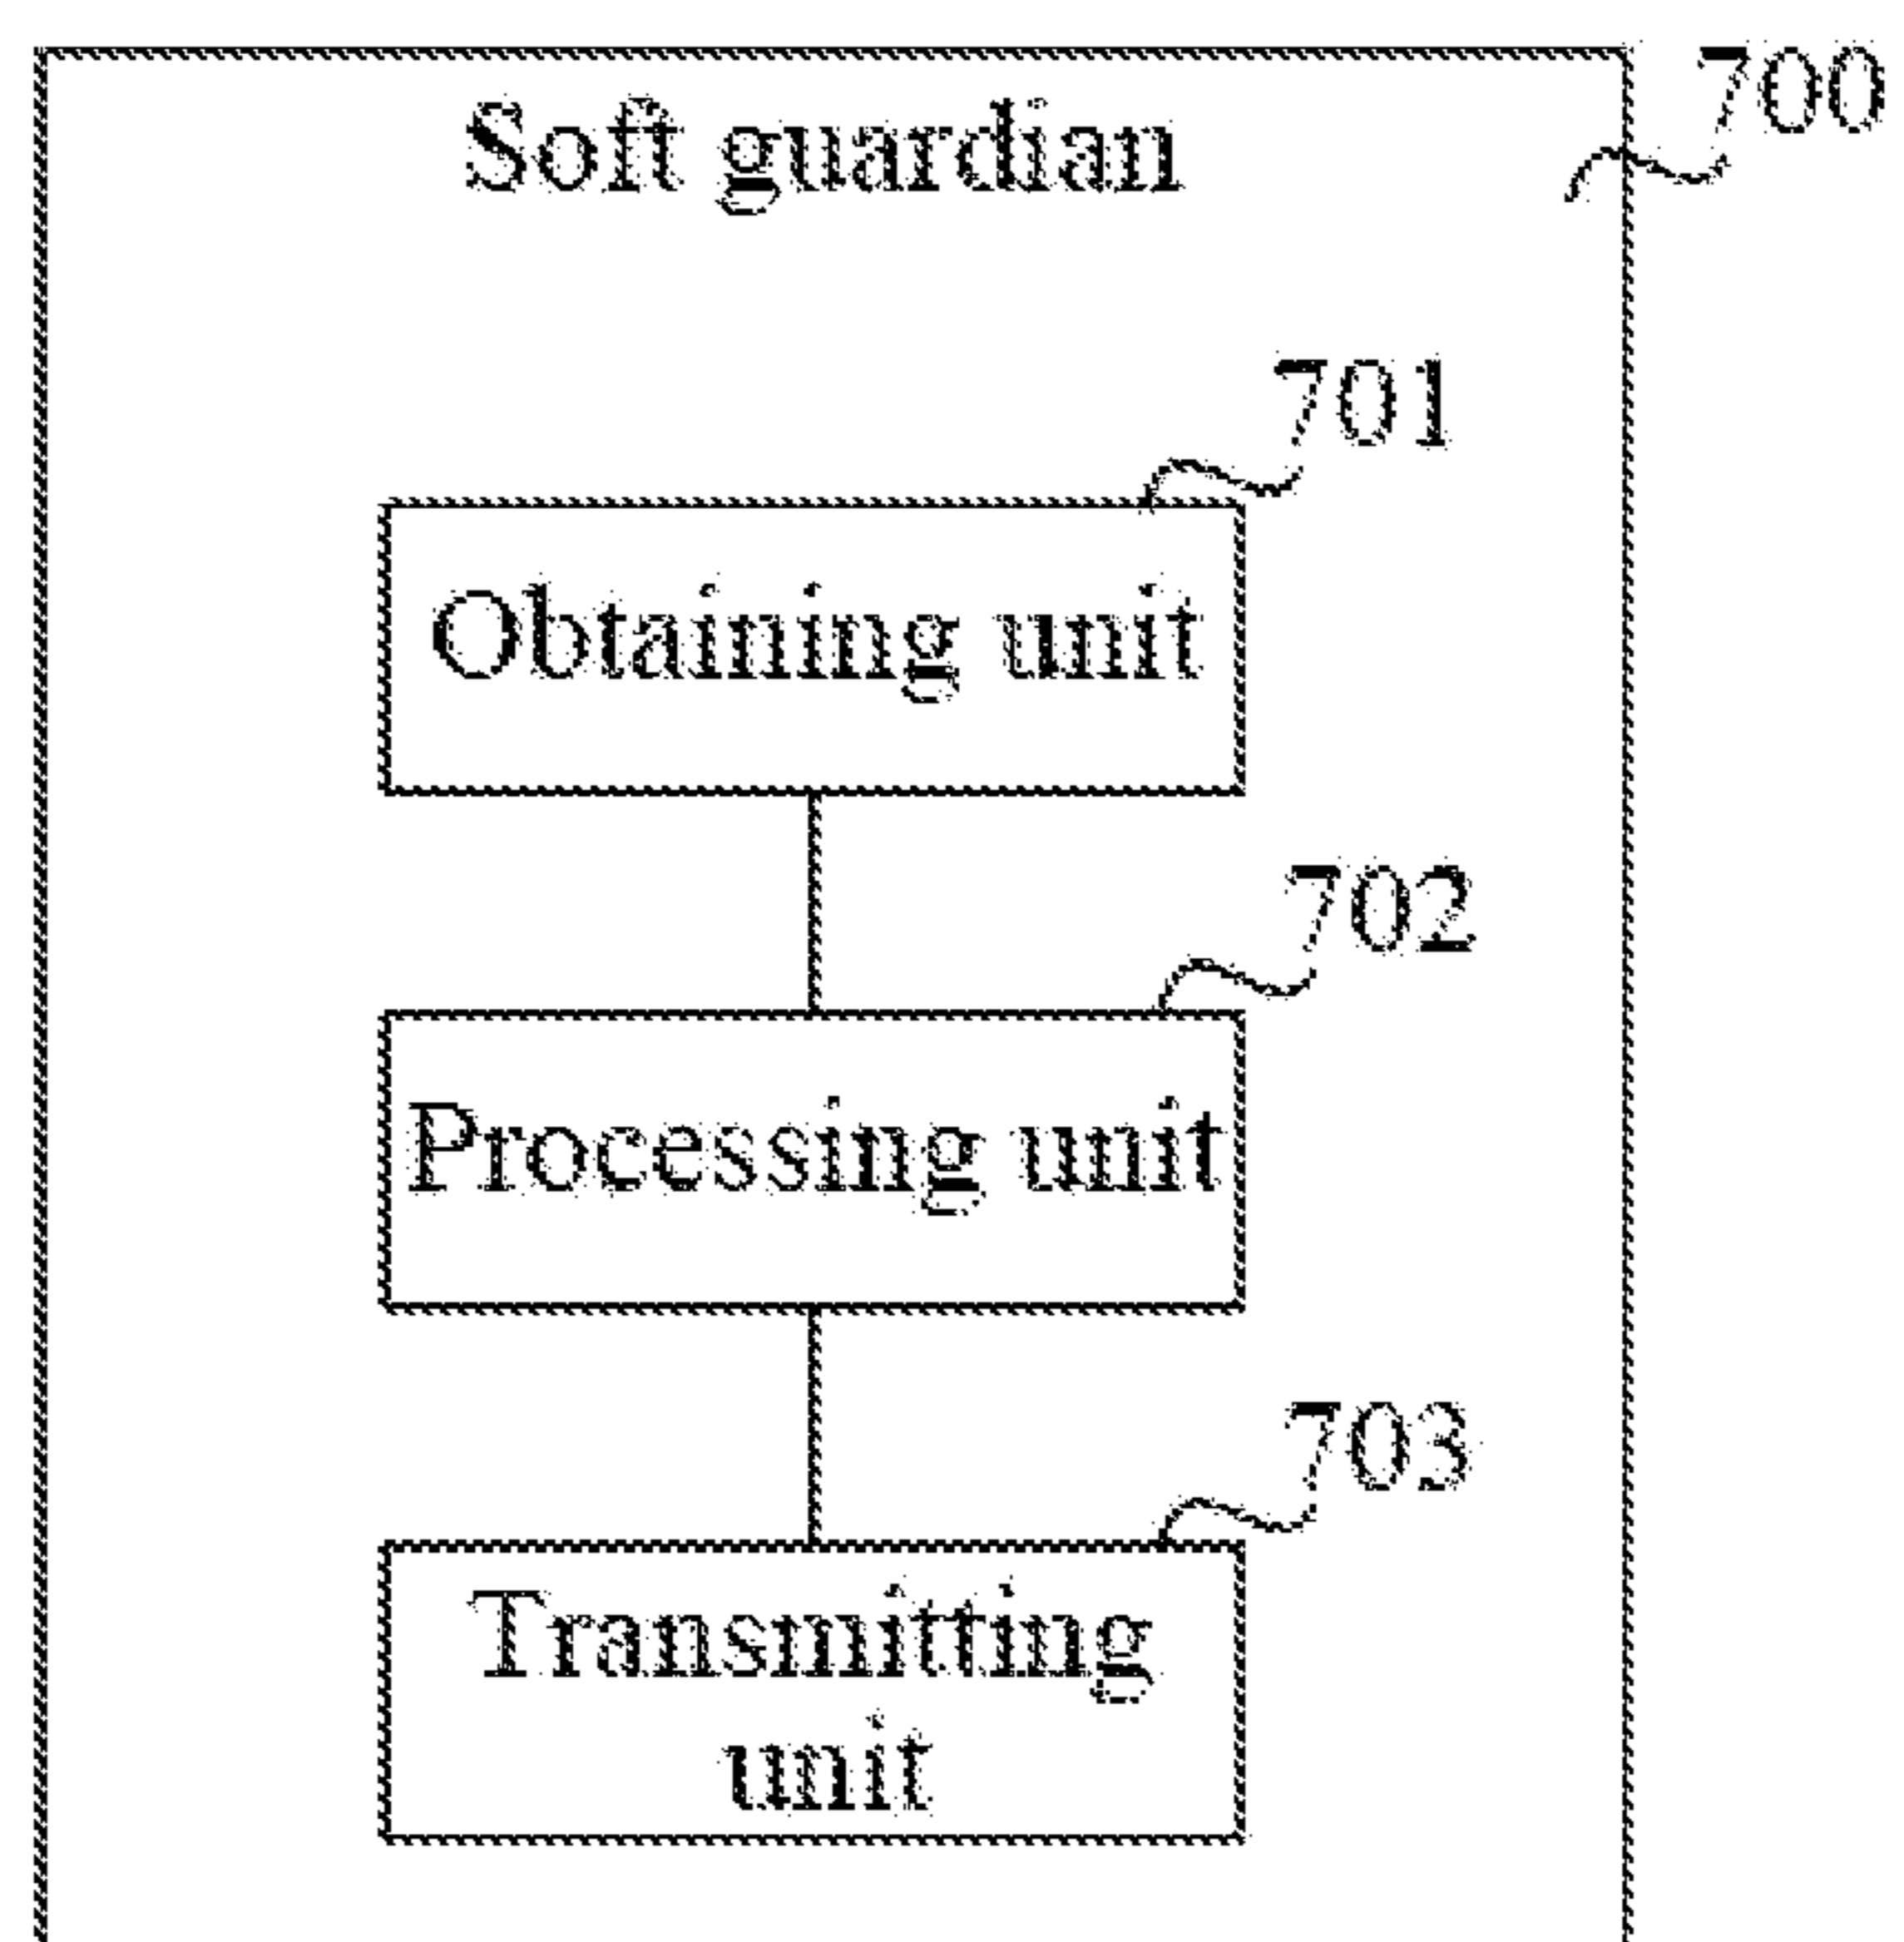 Soft guardian
700
701
Obtaining unit
702
Processing unit
703
Transmitting
unit